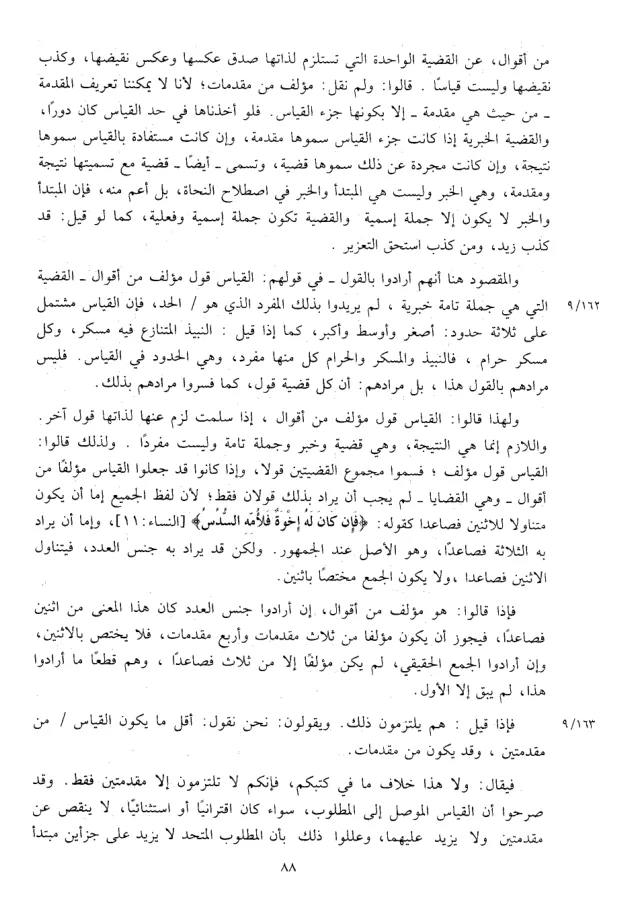 من أقوال، عن القضية الواحدة التي تستلزم لذاتها صدق عكسها وعكس نقيضها، وكذب
نقيضها وليست قياسًا . قالوا: ولم نقل: مؤلف من مقدمات؛ لأنا لا يمكننا تعريف المقدمة
ـ من حيث هي مقدمة ـ إلا بكونها جزء القياس. فلو أخذناها في حد القياس كان دورًا،
والقضية الخبرية إذا كانت جزء القياس سموها مقدمة، وإن كانت مستفادة بالقياس سموها
نتيجة، وإن كانت مجردة عن ذلك سموها قضية، وتسمى ـ أيضًا ـ قضية مع تسميتها نتيجة
ومقدمة، وهي الخبر وليست هي المبتدأ والخبر في اصطلاح النحاة، بل أعم منه، فإن المبتدأ
والخبر لا يكون إلا جملة إسمية والقضية تكون جملة إسمية وفعلية، كما لو قيل: قد
كذب زيد، ومن كذب استحق التعزير .
والمقصود هنا أنهم أرادوا بالقول ـ في قولهم: القياس قول مؤلف من أقوال ـ القضية
التي هي جملة تامة خبرية ، لم يريدوا بذلك المفرد الذي هو / الحد، فإن القياس مشتمل ٩/١٦٢
على ثلاثة حدود: أصغر وأوسط وأكبر، كما إذا قيل : النبيذ المتنازع فيه مسكر، وكل
مسكر حرام ، فالنبيذ والمسكر والحرام كل منها مفرد، وهي الحدود في القياس. فليس
مرادهم بالقول هذا ، بل مرادهم: أن كل قضية قول، كما فسروا مرادهم بذلك.
ولهذا قالوا: القياس قول مؤلف من أقوال ، إذا سلمت لزم عنها لذاتها قول آخر.
واللازم إنما هي النتيجة، وهي قضية وخبر وجملة تامة وليست مفردًا . ولذلك قالوا:
القياس قول مؤلف ؛ فسموا مجموع القضيتين قولا، وإذا كانوا قد جعلوا القياس مؤلفًا من
أقوال ـ وهي القضايا ـ لم يجب أن يراد بذلك قولان فقط؛ لأن لفظ الجميع إما أن يكون
متناولا للاثنين فصاعدا كقوله: ﴿فَإِن كَانَ لَهُ إِخْوَةٌ فَلأُمِّهِ السُّدُسُ﴾ [النساء:١١]، وإما أن يراد
به الثلاثة فصاعدًا، وهو الأصل عند الجمهور. ولكن قد يراد به جنس العدد، فيتناول
الاثنين فصاعدا ،ولا يكون الجمع مختصًا باثنين.
فإذا قالوا: هو مؤلف من أقوال، إن أرادوا جنس العدد كان هذا المعنى من اثنين
فصاعدًا، فيجوز أن يكون مؤلفا من ثلاث مقدمات وأربع مقدمات، فلا يختص بالاثنين،
وإن أرادوا الجمع الحقيقي، لم يكن مؤلفًا إلا من ثلاث فصاعدًا ، وهم قطعًا ما أرادوا
هذا، لم يبق إلا الأول.
فإذا قيل : هم يلتزمون ذلك. ويقولون: نحن نقول: أقل ما يكون القياس / من ٩/١٦٣
مقدمتين ، وقد يكون من مقدمات.
فيقال: ولا هذا خلاف ما في كتبكم، فإنكم لا تلتزمون إلا مقدمتين فقط. وقد
صرحوا أن القياس الموصل إلى المطلوب، سواء كان اقترانيًا أو استثنائيًا، لا ينقص عن
مقدمتين ولا يزيد عليهما، وعللوا ذلك بأن المطلوب المتحد لا يزيد على جزأين مبتدأ
٨٨